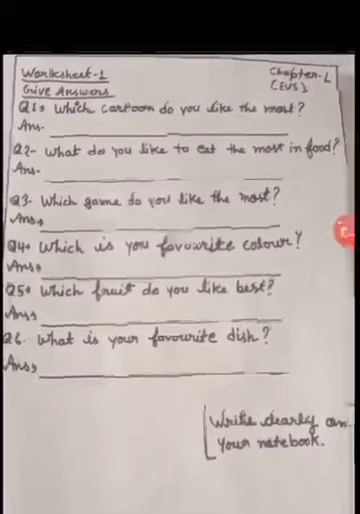 Worksheet-1
Chapter-1
(EVS)
Give Answers
Q1, Which cartoon do you like the most?
Ans-
Q2- What do you like to eat the most in food?
Ans-
Q3- Which game do you like the most?
Ans,
Q4. Which is you favourite colour?
Ans,
Q5. Which fruit do you like best?
Ans,
Q6. What is your favourite dish?
Ans,
Write clearly on
your notebook.